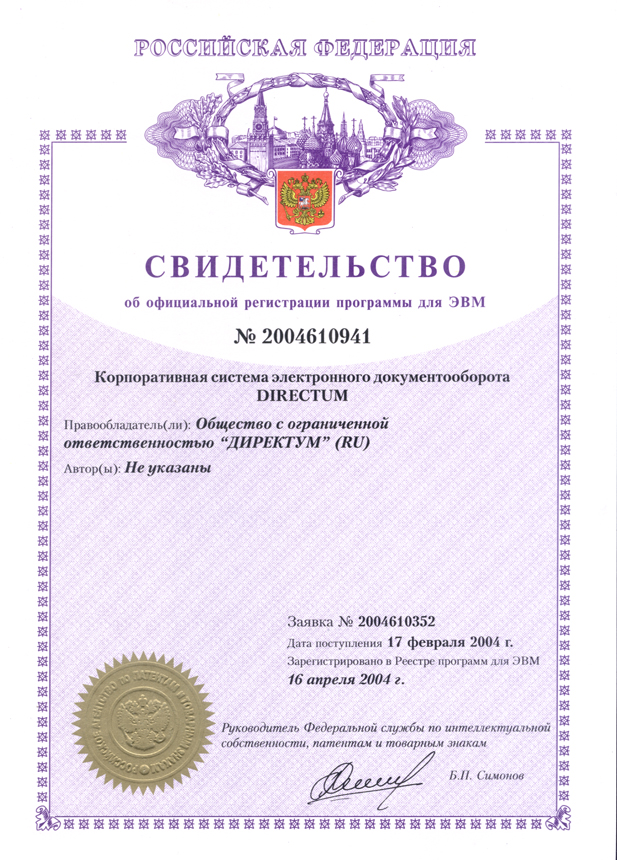 РОССИЙСКАЯ ФЕДЕРАЦИЯ
СВИДЕТЕЛЬСТВО
об официальной регистрации программы для ЭВМ
№ 2004610941
Корпоративная система электронного документооборота
DIRECTUM
Правообладатель(ли): Общество с ограниченной
ответственностью “ДИРЕКТУМ” (RU)
Автор(ы): Не указаны
Заявка № 2004610352
Дата поступления 17 февраля 2004 г.
Зарегистрировано в Реестре программ для ЭВМ
16 апреля 2004 г.
Руководитель Федеральной службы по интеллектуальной
собственности, патентам и товарным знакам
Б.П. Симонов